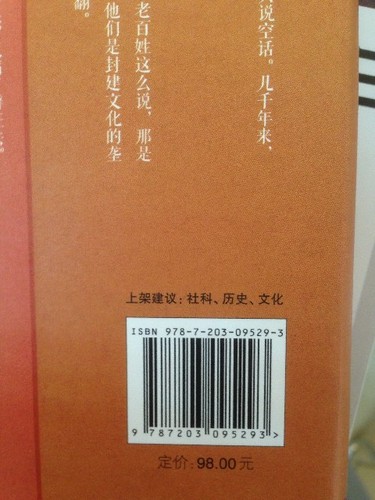 说空话。几千年来，
老百姓这么说，那是
他们是封建文化的垄
翻。
上架建议：社科、历史、文化
ISBN 978-7-203-09529-3
9 787203 095293 >
定价：98.00元